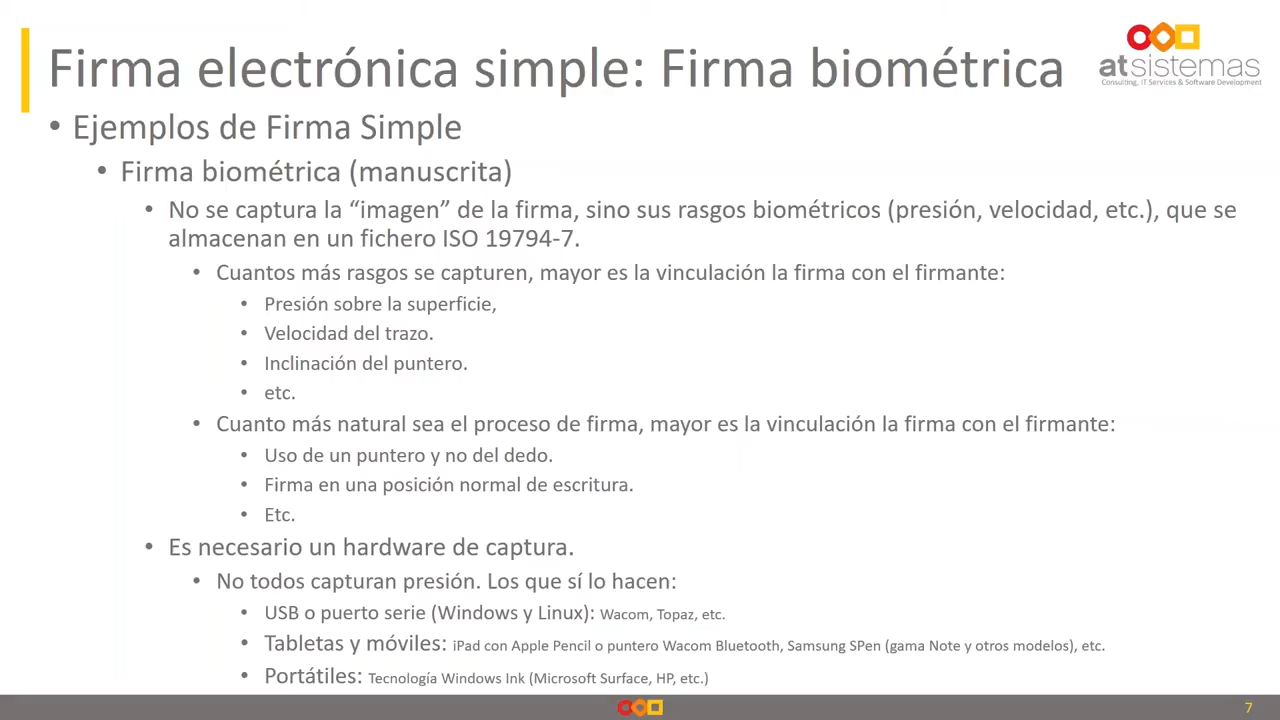 Firma electrónica simple: Firma biométrica
atsistemas
Consulting, IT Services & Software Development
• Ejemplos de Firma Simple
• Firma biométrica (manuscrita)
• No se captura la “imagen” de la firma, sino sus rasgos biométricos (presión, velocidad, etc.), que se
almacenan en un fichero ISO 19794-7.
• Cuantos más rasgos se capturen, mayor es la vinculación la firma con el firmante:
• Presión sobre la superficie,
• Velocidad del trazo.
• Inclinación del puntero.
• etc.
• Cuanto más natural sea el proceso de firma, mayor es la vinculación la firma con el firmante:
• Uso de un puntero y no del dedo.
• Firma en una posición normal de escritura.
• Etc.
• Es necesario un hardware de captura.
• No todos capturan presión. Los que sí lo hacen:
• USB o puerto serie (Windows y Linux): Wacom, Topaz, etc.
• Tabletas y móviles: iPad con Apple Pencil o puntero Wacom Bluetooth, Samsung SPen (gama Note y otros modelos), etc.
• Portátiles: Tecnología Windows Ink (Microsoft Surface, HP, etc.)
7